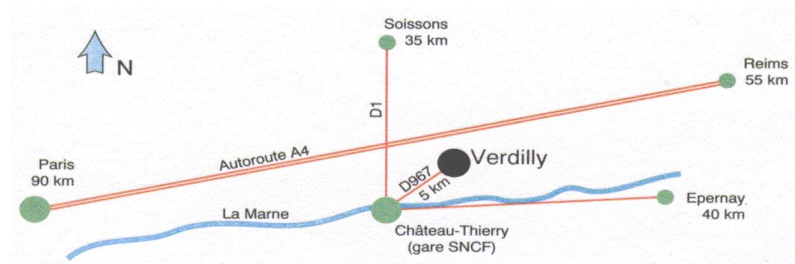 Soissons
35 km
N
Reims
55 km
D1
Autoroute A4
Verdilly
Paris
90 km
D967
5 km
La Marne
Epernay
40 km
Château-Thierry
(gare SNCF)